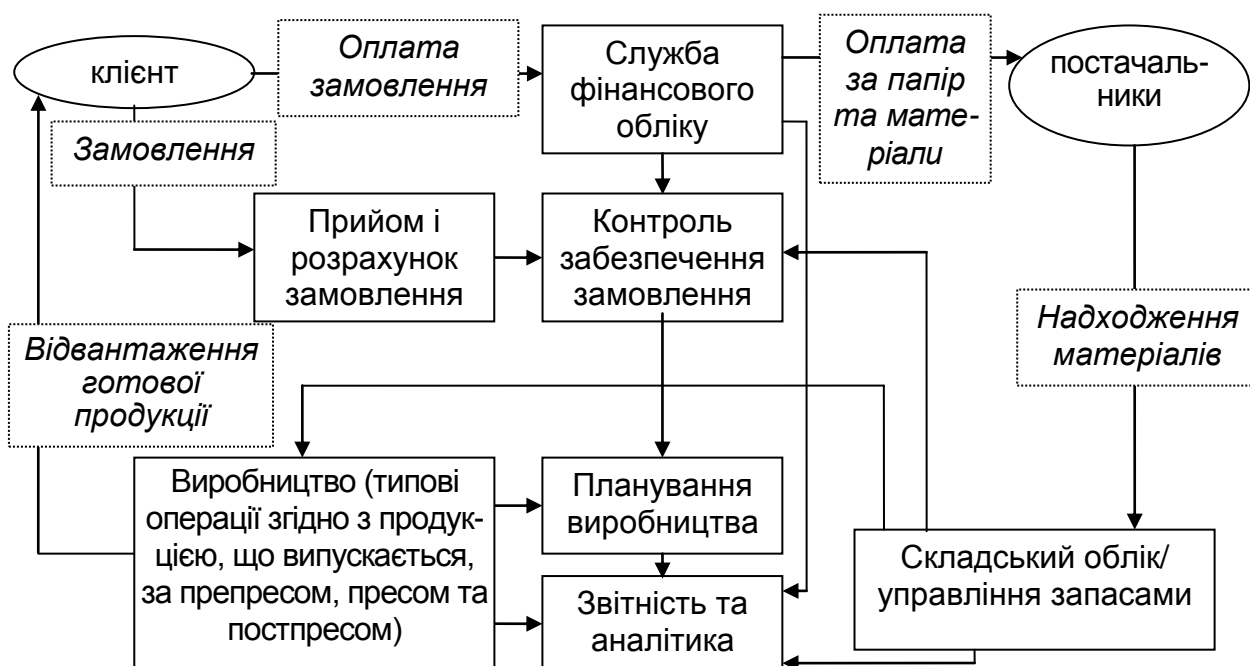 клієнт
Оплата
замовлення
Служба
фінансового
обліку
Оплата
за папір
та мате-
ріали
постачаль-
ники
Замовлення
Прийом і
розрахунок
замовлення
Контроль
забезпечення
замовлення
Надходження
матеріалів
Відвантаження
готової
продукції
Виробництво (типові
операції згідно з продук-
цією, що випускається,
за препресом, пресом та
постпресом)
Планування
виробництва
Звітність та
аналітика
Складський облік/
управління запасами